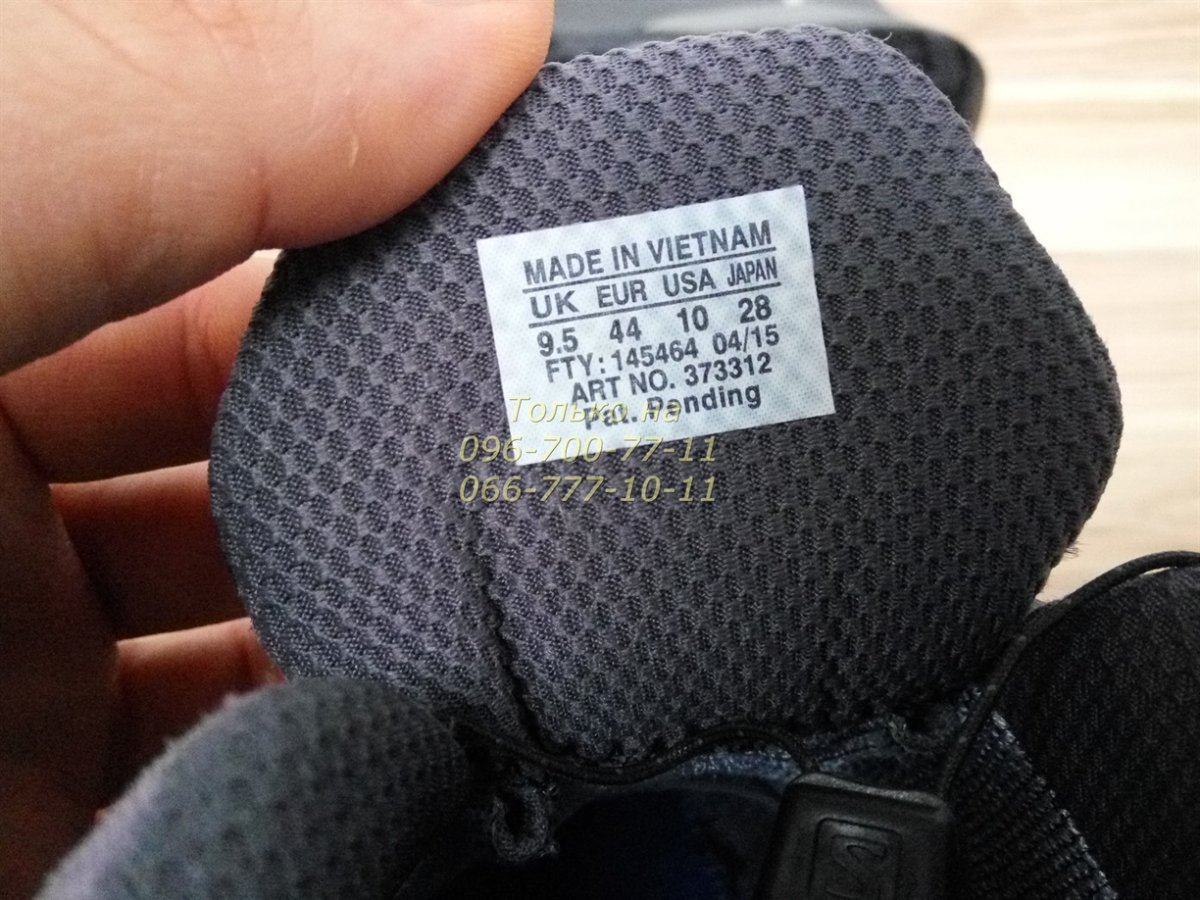 MADE IN VIETNAM
UK EUR USA JAPAN
9.5 44 10 28
FTY: 145464 04/15
ART NO. 373312
Pat. Pending
Только на
096-700-77-11
066-777-10-11